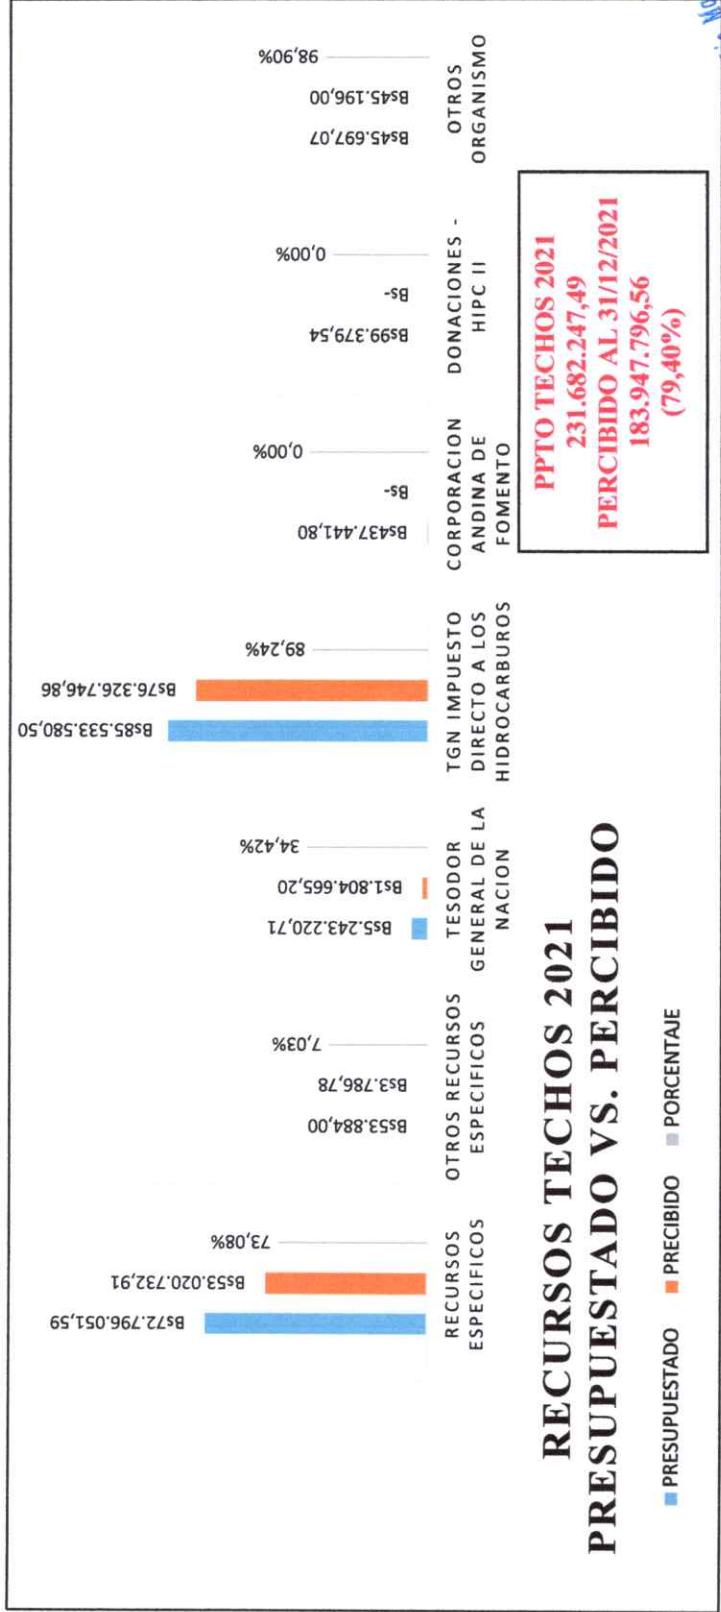 Bs72.796.051,59
Bs53.020.732,91
73,08%
Bs53.884,00
Bs3.786,78
7,03%
Bs5.243.220,71
Bs1.804.665,20
34,42%
Bs85.533.580,50
Bs76.326.746,86
89,24%
Bs437.441,80
Bs-
0,00%
Bs99.379,54
Bs-
0,00%
Bs45.697,07
Bs45.196,00
98,90%
RECURSOS
ESPECIFICOS
OTROS RECURSOS
ESPECIFICOS
TESODOR
GENERAL DE LA
NACION
TGN IMPUESTO
DIRECTO A LOS
HIDROCARBUROS
CORPORACION
ANDINA DE
FOMENTO
DONACIONES -
HIPC II
OTROS
ORGANISMO
RECURSOS TECHOS 2021
PRESUPUESTADO VS. PERCIBIDO
PRESUPUESTADO PRECIBIDO PORCENTAJE
PPTO TECHOS 2021
231.682.247,49
PERCIBIDO AL 31/12/2021
183.947.796,56
(79,40%)